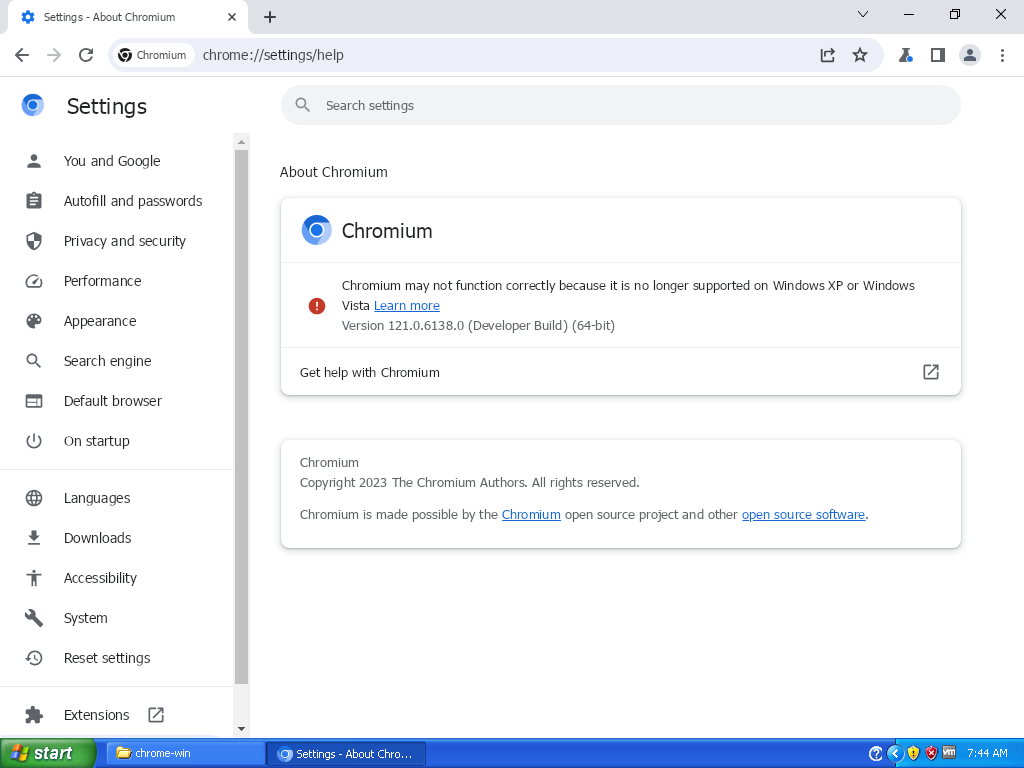 Settings - About Chromium
Chromium
chrome://settings/help
Settings
Search settings
You and Google
Autofill and passwords
Privacy and security
Performance
Appearance
Search engine
Default browser
On startup
Languages
Downloads
Accessibility
System
Reset settings
Extensions
About Chromium
Chromium
Chromium may not function correctly because it is no longer supported on Windows XP or Windows
Vista Learn more
Version 121.0.6138.0 (Developer Build) (64-bit)
Get help with Chromium
Chromium
Copyright 2023 The Chromium Authors. All rights reserved.
Chromium is made possible by the Chromium open source project and other open source software.
start
chrome-win
Settings - About Chro...
vm
7:44 AM